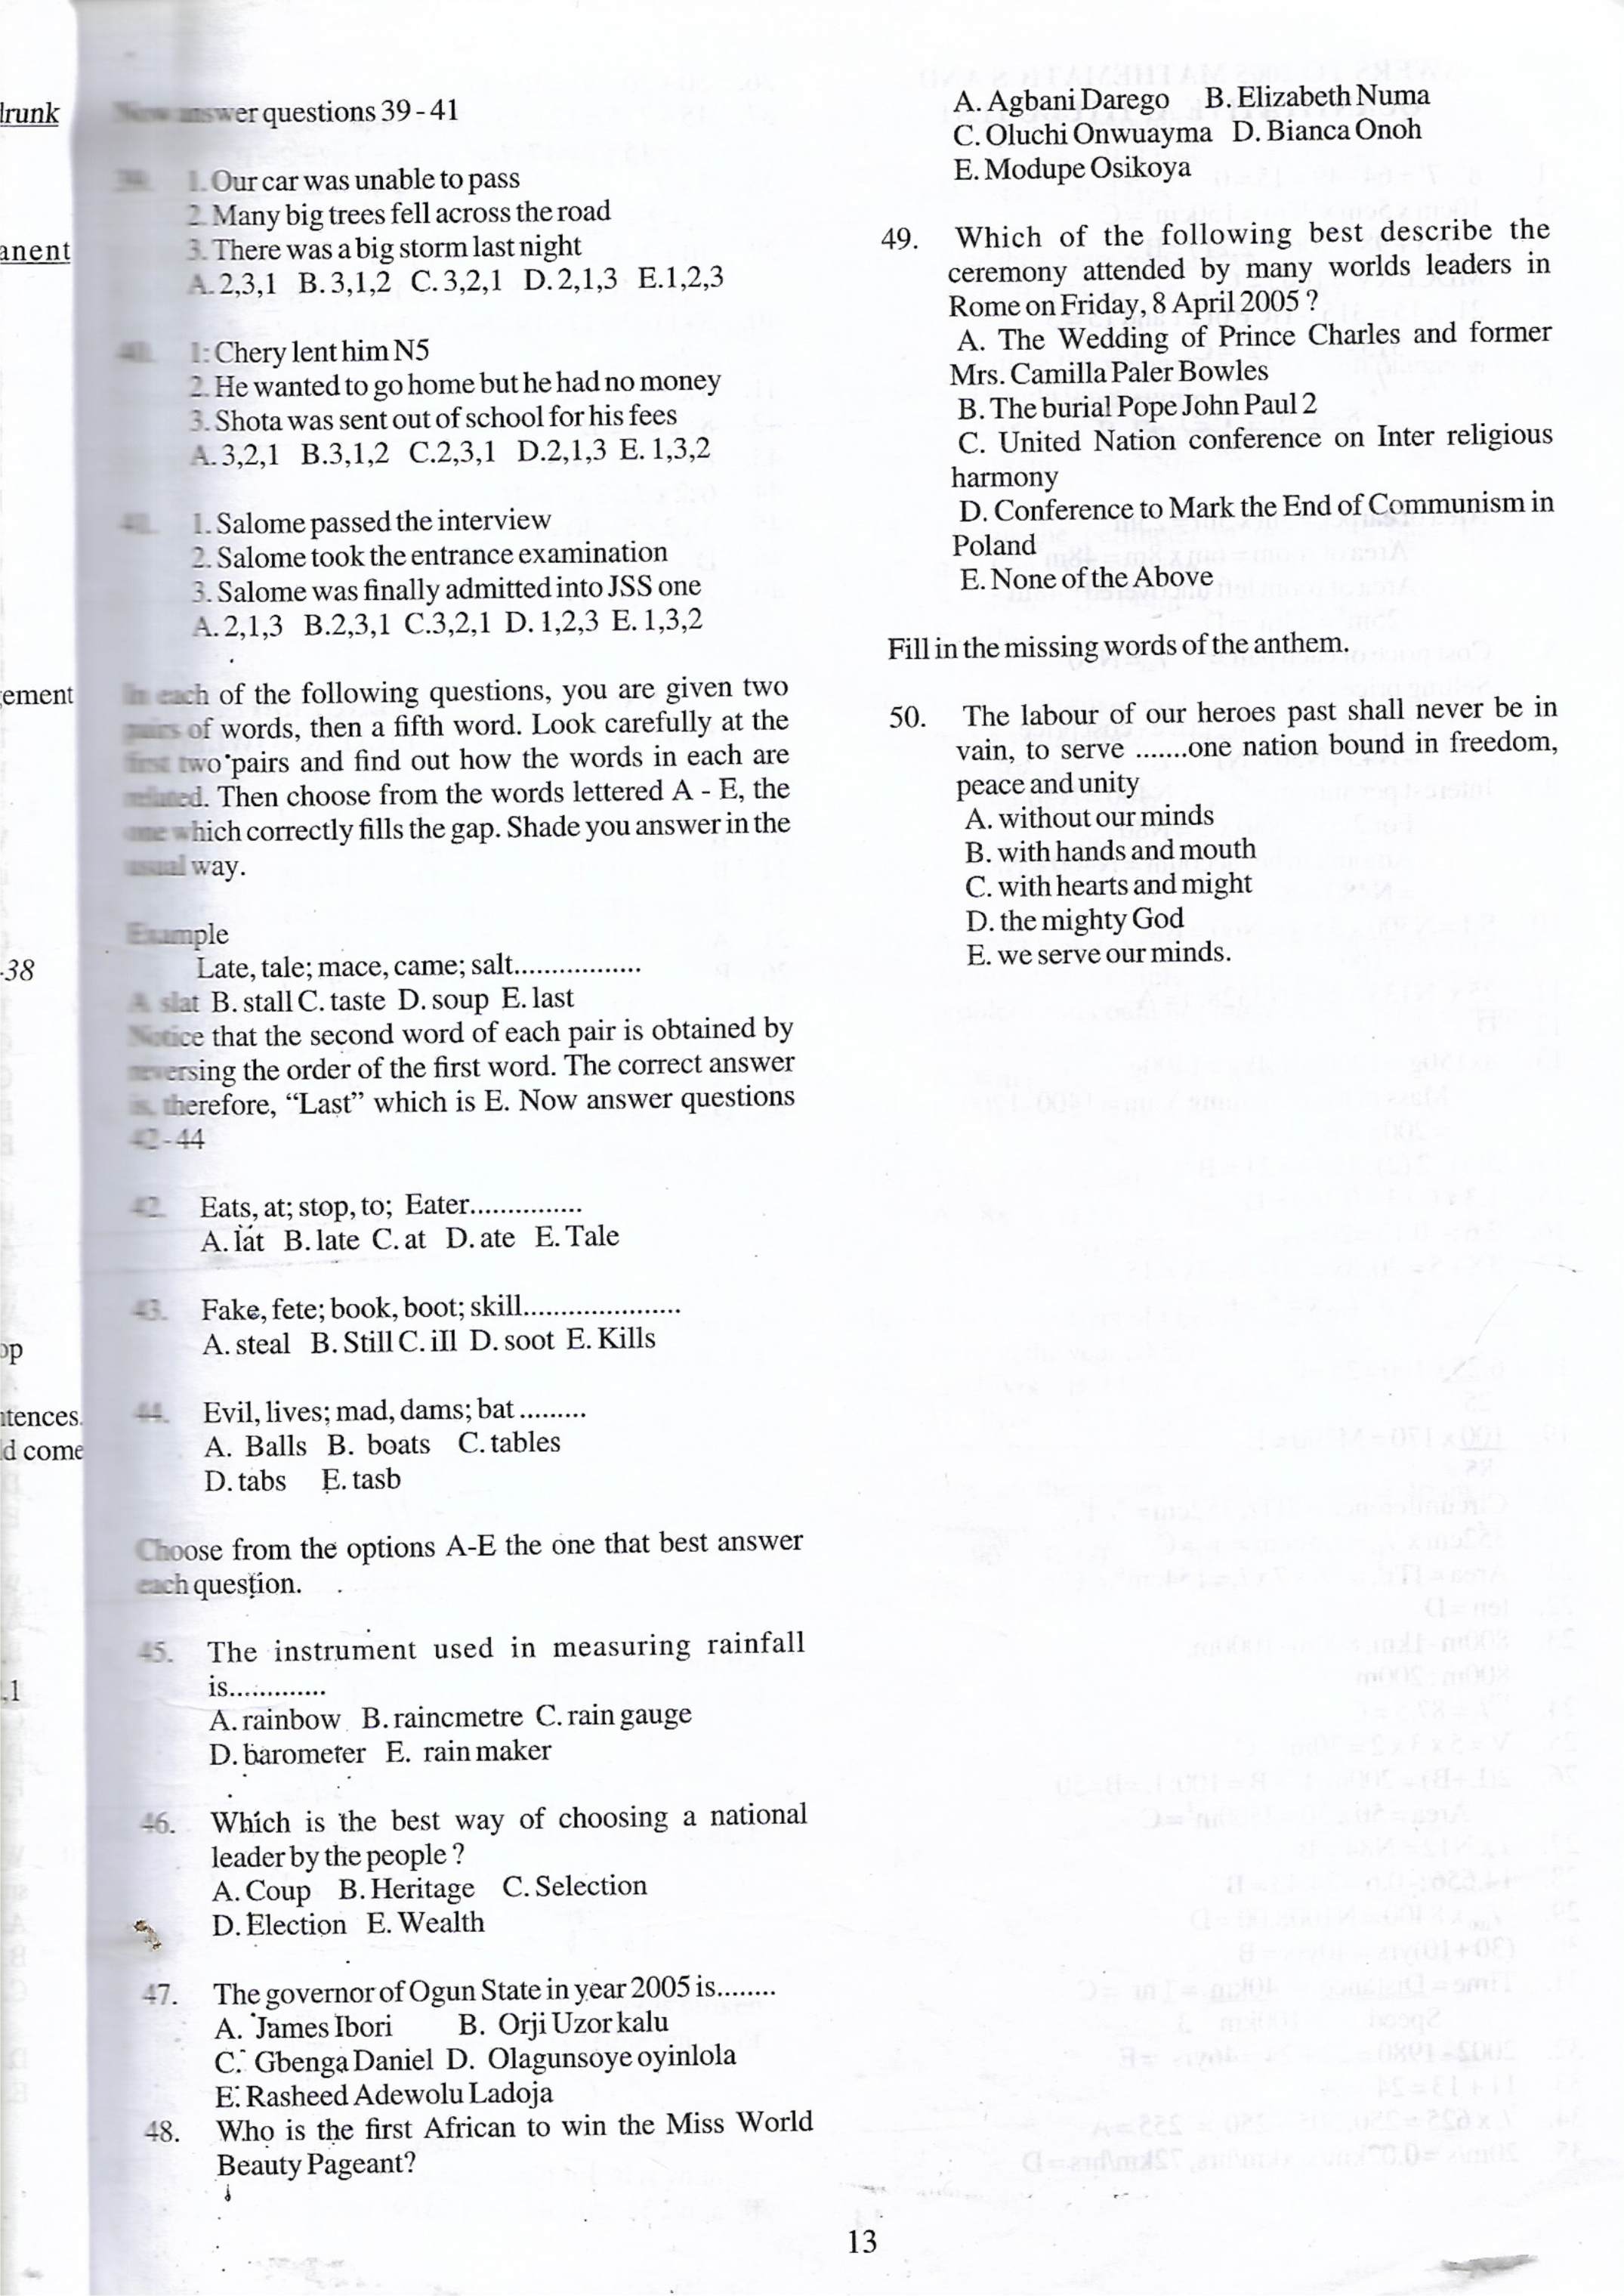 drunk
anent
ement
-38
op
ntences.
d come
.1
Now answer questions 39 - 41
39. 1. Our car was unable to pass
2. Many big trees fell across the road
3. There was a big storm last night
A. 2,3,1 B. 3,1,2 C. 3,2,1 D. 2,1,3 E.1,2,3
40. 1: Chery lent him N5
2. He wanted to go home but he had no money
3. Shota was sent out of school for his fees
A. 3,2,1 B.3,1,2 C.2,3,1 D.2,1,3 E. 1,3,2
41. 1. Salome passed the interview
2. Salome took the entrance examination
3. Salome was finally admitted into JSS one
A. 2,1,3 B.2,3,1 C.3,2,1 D. 1,2,3 E. 1,3,2
In each of the following questions, you are given two
pairs of words, then a fifth word. Look carefully at the
first two pairs and find out how the words in each are
related. Then choose from the words lettered A - E, the
one which correctly fills the gap. Shade you answer in the
usual way.
Example
Late, tale; mace, came; salt.................
A slat B. stall C. taste D. soup E. last
Notice that the second word of each pair is obtained by
reversing the order of the first word. The correct answer
is, therefore, “Last” which is E. Now answer questions
42 - 44
42. Eats, at; stop, to; Eater...............
A. lat B. late C. at D. ate E. Tale
43. Fake, fete; book, boot; skill.....................
A. steal B. Still C. ill D. soot E. Kills
44. Evil, lives; mad, dams; bat .........
A. Balls B. boats C. tables
D. tabs E. tasb
Choose from the options A-E the one that best answer
each question.
45. The instrument used in measuring rainfall
is.............
A. rainbow B. raincmetre C. rain gauge
D. barometer E. rain maker
46. Which is the best way of choosing a national
leader by the people ?
A. Coup B. Heritage C. Selection
D. Election E. Wealth
47. The governor of Ogun State in year 2005 is........
A. James Ibori B. Orji Uzor kalu
C. Gbenga Daniel D. Olagunsoye oyinlola
E. Rasheed Adewolu Ladoja
48. Who is the first African to win the Miss World
Beauty Pageant?
A. Agbani Darego B. Elizabeth Numa
C. Oluchi Onwuayma D. Bianca Onoh
E. Modupe Osikoya
49. Which of the following best describe the
ceremony attended by many worlds leaders in
Rome on Friday, 8 April 2005 ?
A. The Wedding of Prince Charles and former
Mrs. Camilla Paler Bowles
B. The burial Pope John Paul 2
C. United Nation conference on Inter religious
harmony
D. Conference to Mark the End of Communism in
Poland
E. None of the Above
Fill in the missing words of the anthem.
50. The labour of our heroes past shall never be in
vain, to serve .......one nation bound in freedom,
peace and unity
A. without our minds
B. with hands and mouth
C. with hearts and might
D. the mighty God
E. we serve our minds.
13